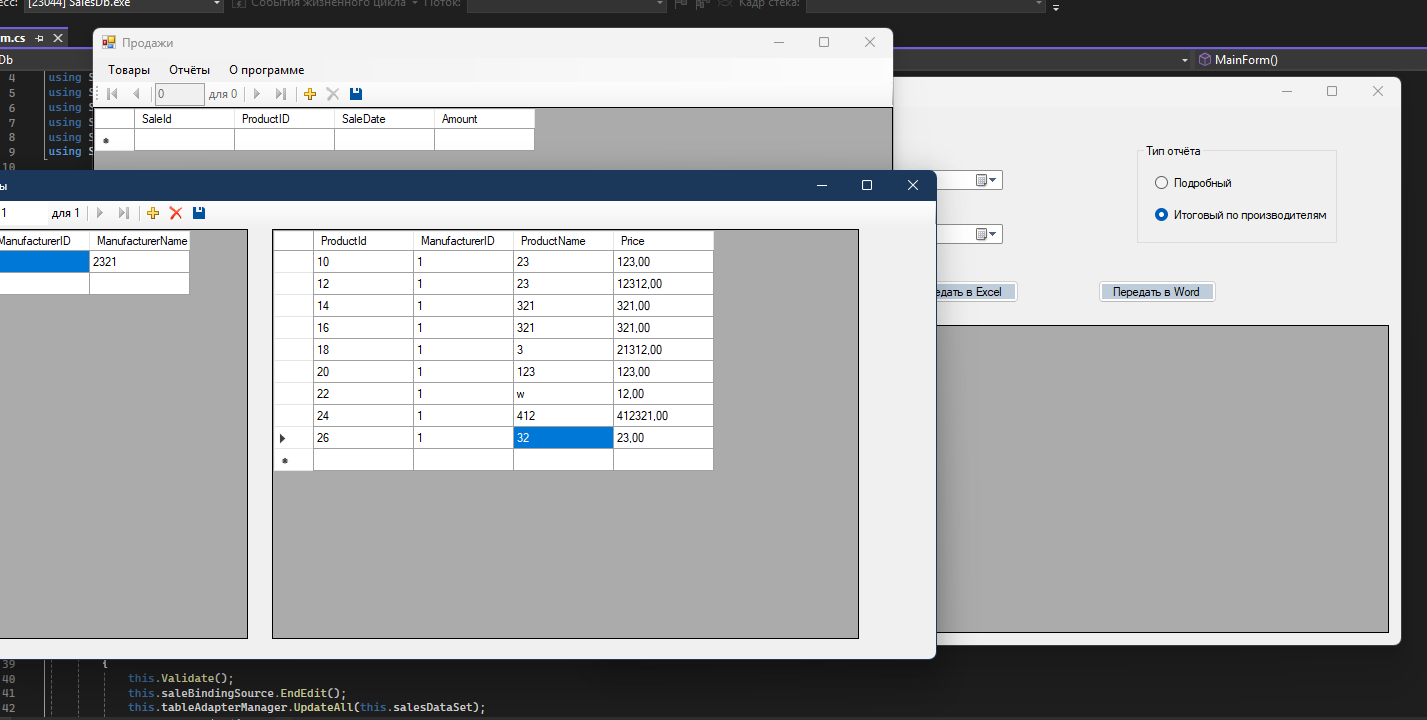 есс: [23044] SalesDb.exe События жизненного цикла Поток: Кадр стека:
m.cs
Db
MainForm()
4 using S
5 using S
6 using S
7 using S
8 using S
9 using S
10
Продажи
Товары Отчёты О программе
0 для 0
SaleId ProductID SaleDate Amount
Тип отчёта
Подробный
Итоговый по производителям
едать в Excel Передать в Word
ы
1 для 1
ManufacturerID ManufacturerName
2321
ProductId ManufacturerID ProductName Price
10 1 23 123,00
12 1 23 12312,00
14 1 321 321,00
16 1 321 321,00
18 1 3 21312,00
20 1 123 123,00
22 1 w 12,00
24 1 412 412321,00
26 1 32 23,00
39 {
40 this.Validate();
41 this.saleBindingSource.EndEdit();
42 this.tableAdapterManager.UpdateAll(this.salesDataSet);